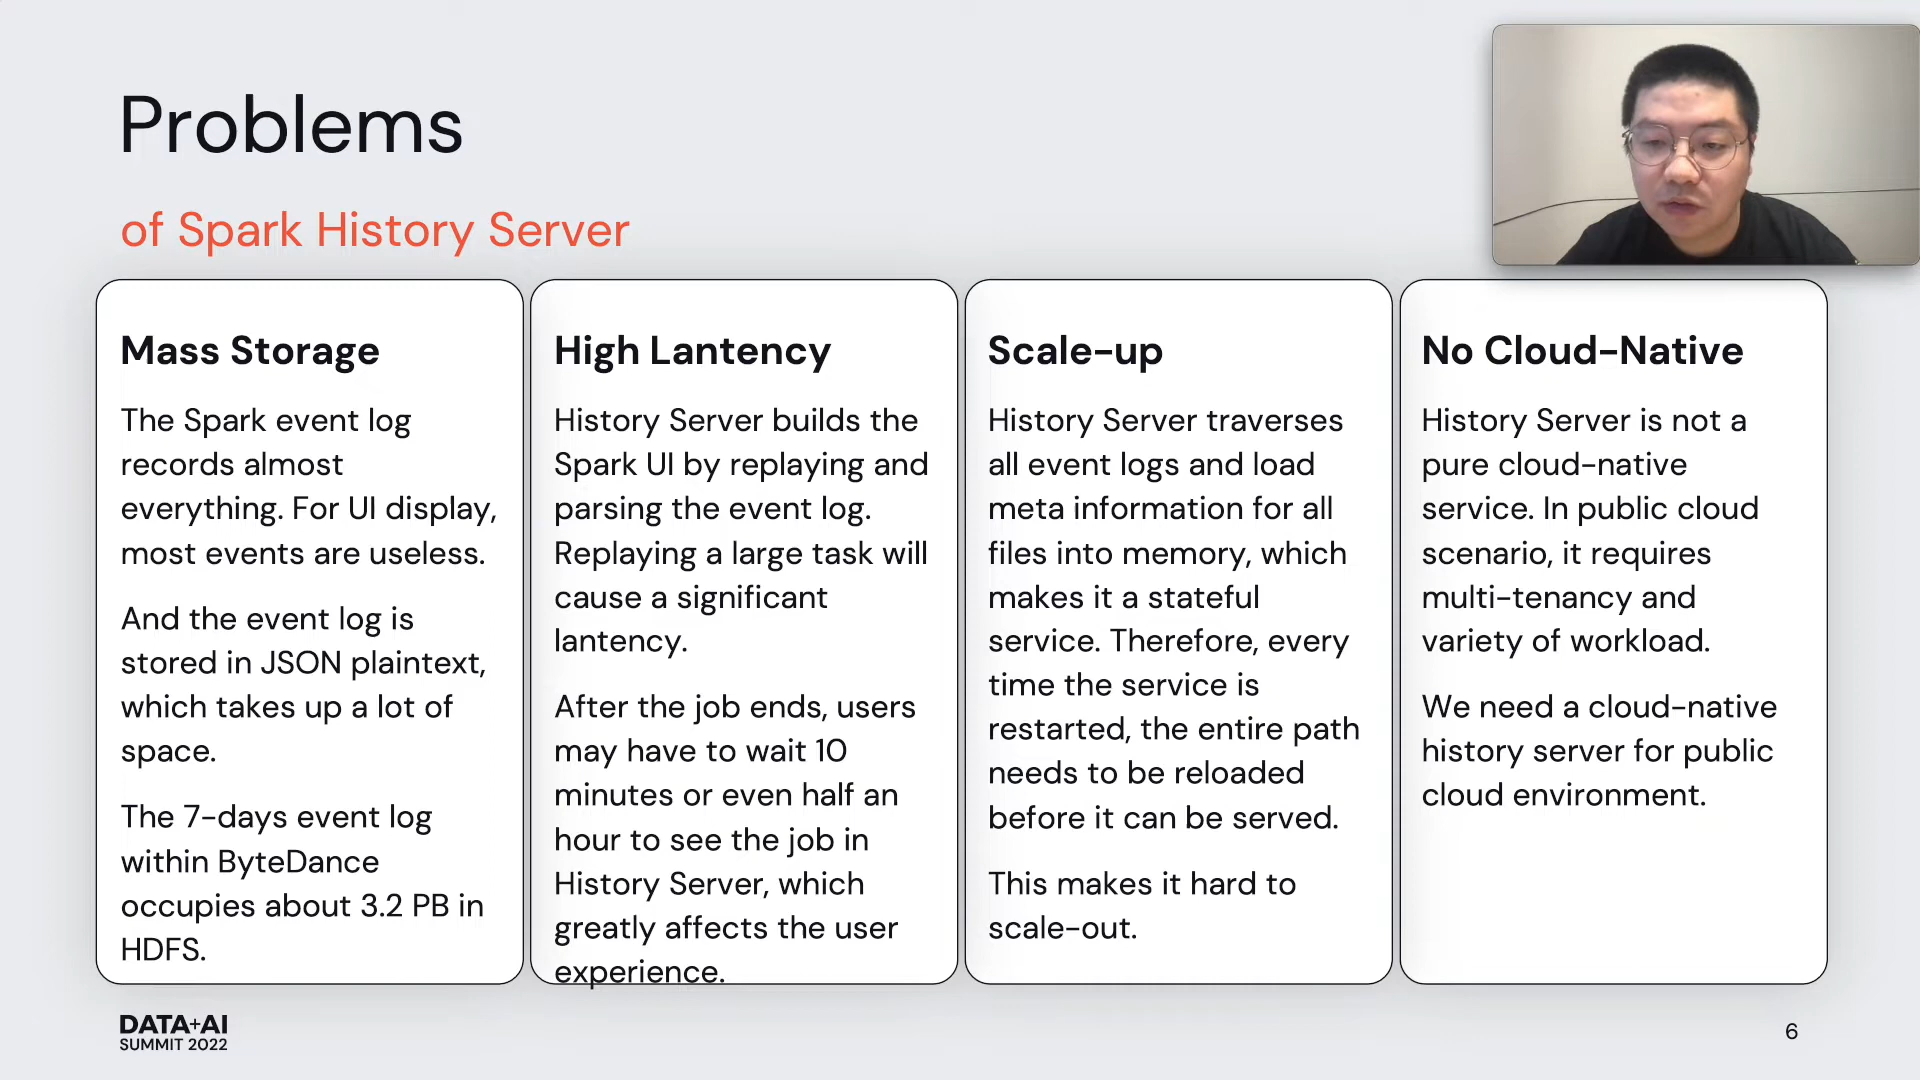 Problems
of Spark History Server
Mass Storage
The Spark event log
records almost
everything. For UI display,
most events are useless.
And the event log is
stored in JSON plaintext,
which takes up a lot of
space.
The 7-days event log
within ByteDance
occupies about 3.2 PB in
HDFS.
High Lantency
History Server builds the
Spark UI by replaying and
parsing the event log.
Replaying a large task will
cause a significant
lantency.
After the job ends, users
may have to wait 10
minutes or even half an
hour to see the job in
History Server, which
greatly affects the user
experience.
Scale-up
History Server traverses
all event logs and load
meta information for all
files into memory, which
makes it a stateful
service. Therefore, every
time the service is
restarted, the entire path
needs to be reloaded
before it can be served.
This makes it hard to
scale-out.
No Cloud-Native
History Server is not a
pure cloud-native
service. In public cloud
scenario, it requires
multi-tenancy and
variety of workload.
We need a cloud-native
history server for public
cloud environment.
DATA+AI
SUMMIT 2022
6